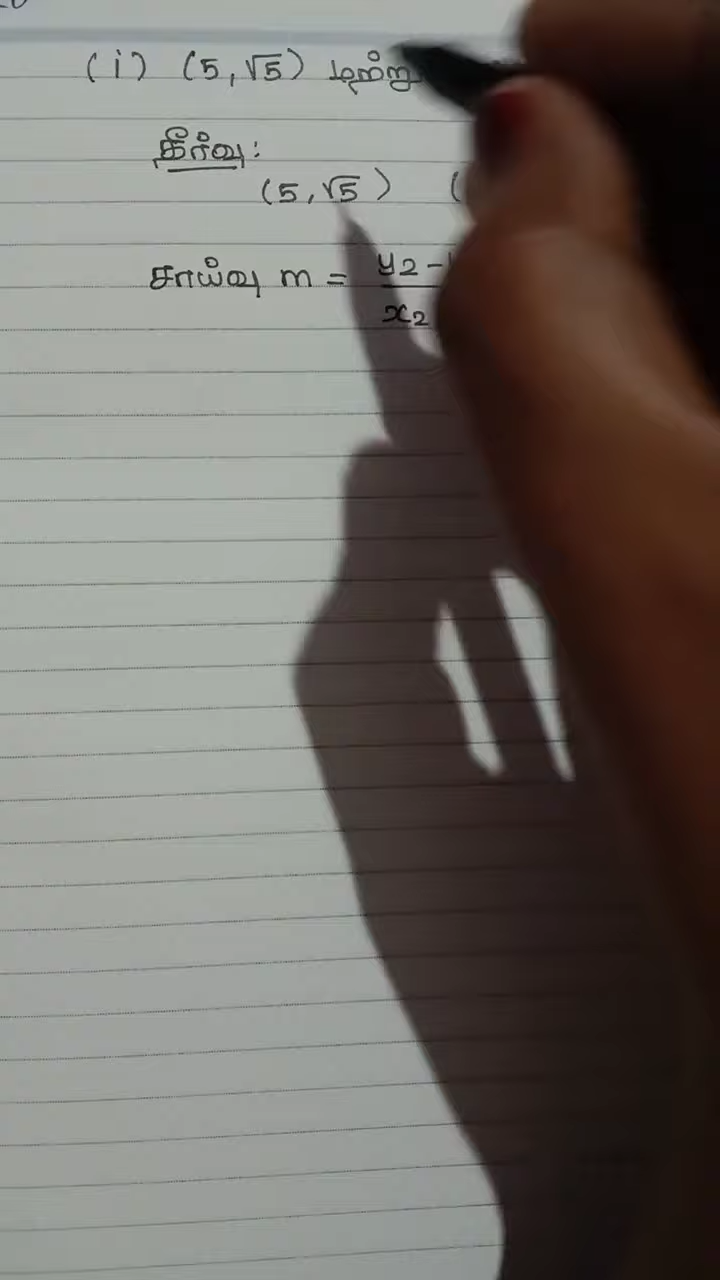 (i) (5, √5) மற்று
தீர்வு:
(5, √5) (
சாய்வு m = y₂ -
x₂